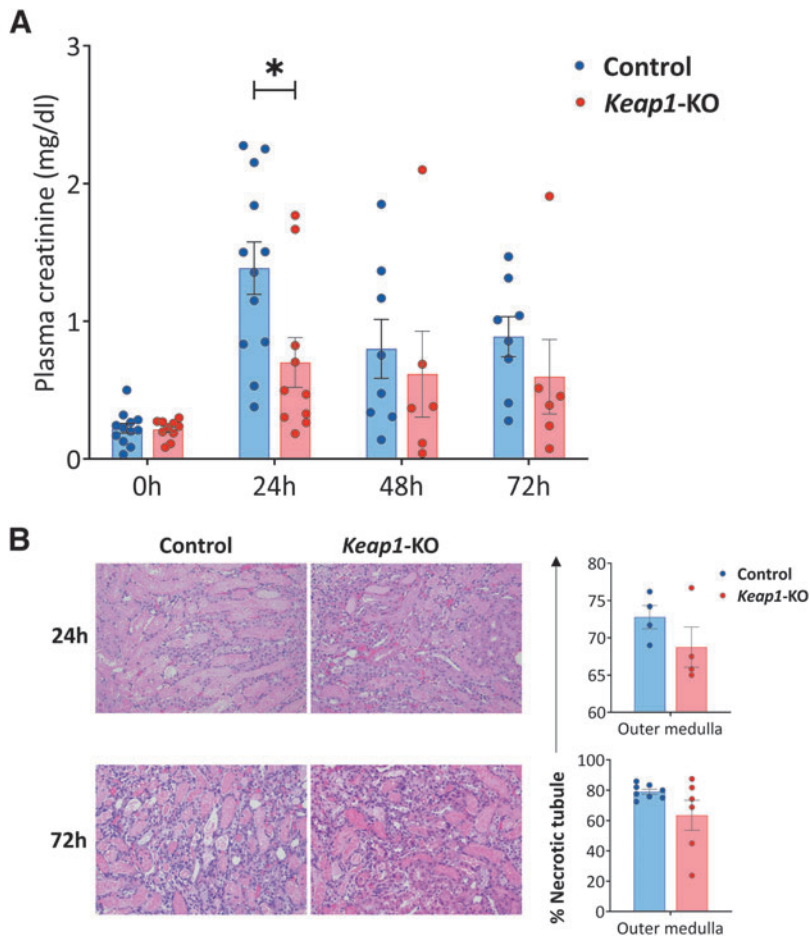 A
3
2
1
0
Plasma creatinine (mg/dl)
*
Control
Keap1-KO
0h 24h 48h 72h
B
Control Keap1-KO
24h
72h
% Necrotic tubule
80
75
70
65
60
Control
Keap1-KO
Outer medulla
100
80
60
40
20
0
Outer medulla